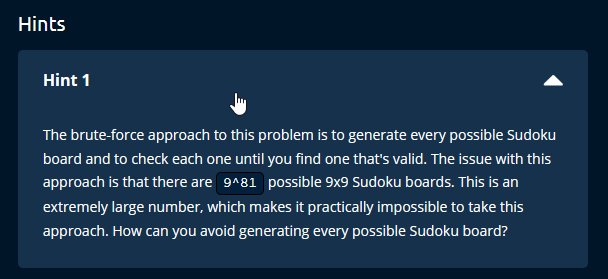 Hints
Hint 1
The brute-force approach to this problem is to generate every possible Sudoku
board and to check each one until you find one that's valid. The issue with this
approach is that there are 9^81 possible 9x9 Sudoku boards. This is an
extremely large number, which makes it practically impossible to take this
approach. How can you avoid generating every possible Sudoku board?